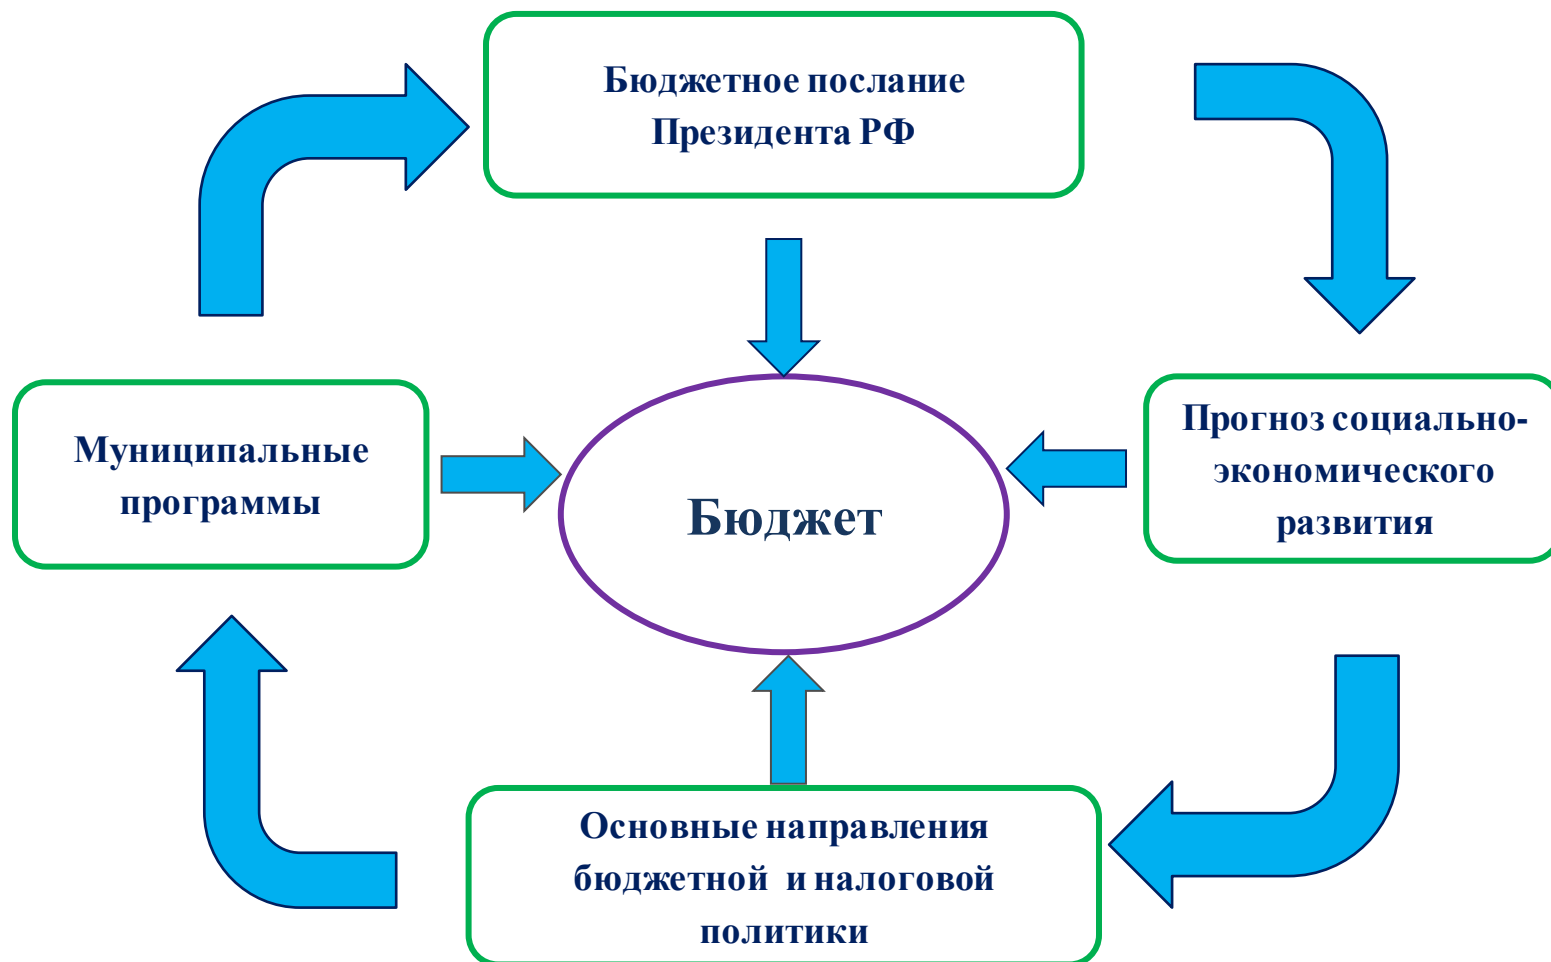 Бюджетное послание
Президента РФ
Муниципальные
программы
Бюджет
Прогноз социально-
экономического
развития
Основные направления
бюджетной и налоговой
политики